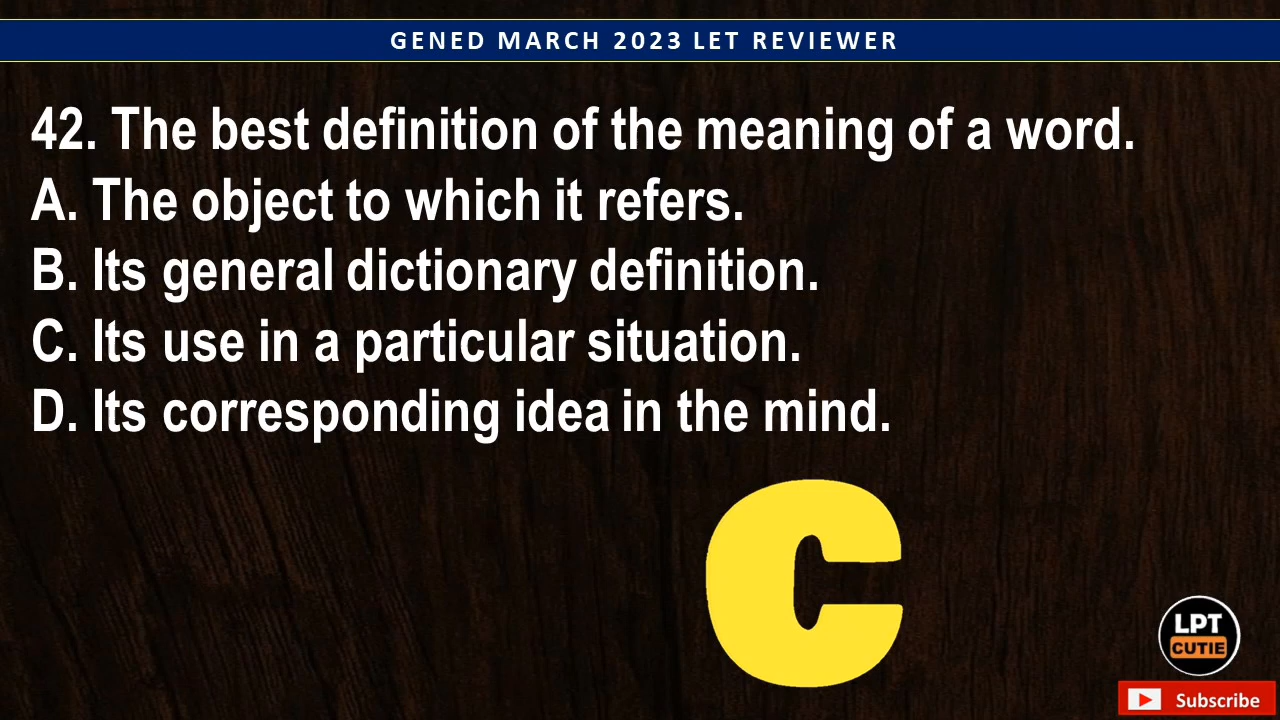 GENED MARCH 2023 LET REVIEWER
42. The best definition of the meaning of a word.
A. The object to which it refers.
B. Its general dictionary definition.
C. Its use in a particular situation.
D. Its corresponding idea in the mind.
C
LPT
CUTIE
Subscribe